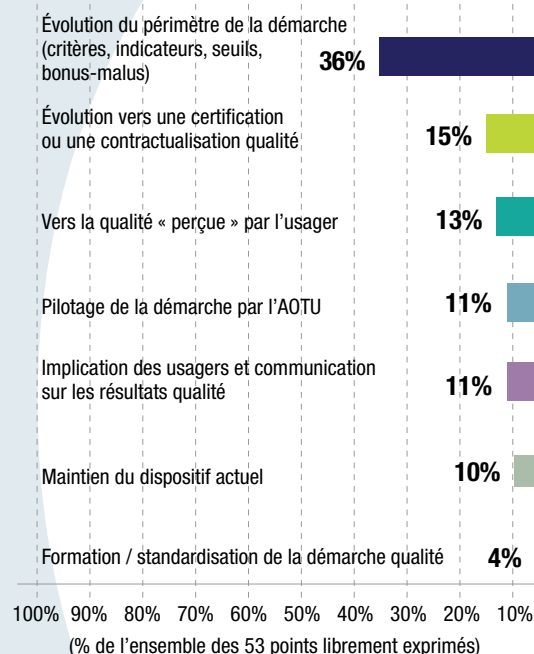 Évolution du périmètre de la démarche
(critères, indicateurs, seuils,
bonus-malus)
36%
Évolution vers une certification
ou une contractualisation qualité
15%
Vers la qualité « perçue » par l'usager
13%
Pilotage de la démarche par l'AOTU
11%
Implication des usagers et communication
sur les résultats qualité
11%
Maintien du dispositif actuel
10%
Formation / standardisation de la démarche qualité
4%
100% 90% 80% 70% 60% 50% 40% 30% 20% 10%
(% de l'ensemble des 53 points librement exprimés)